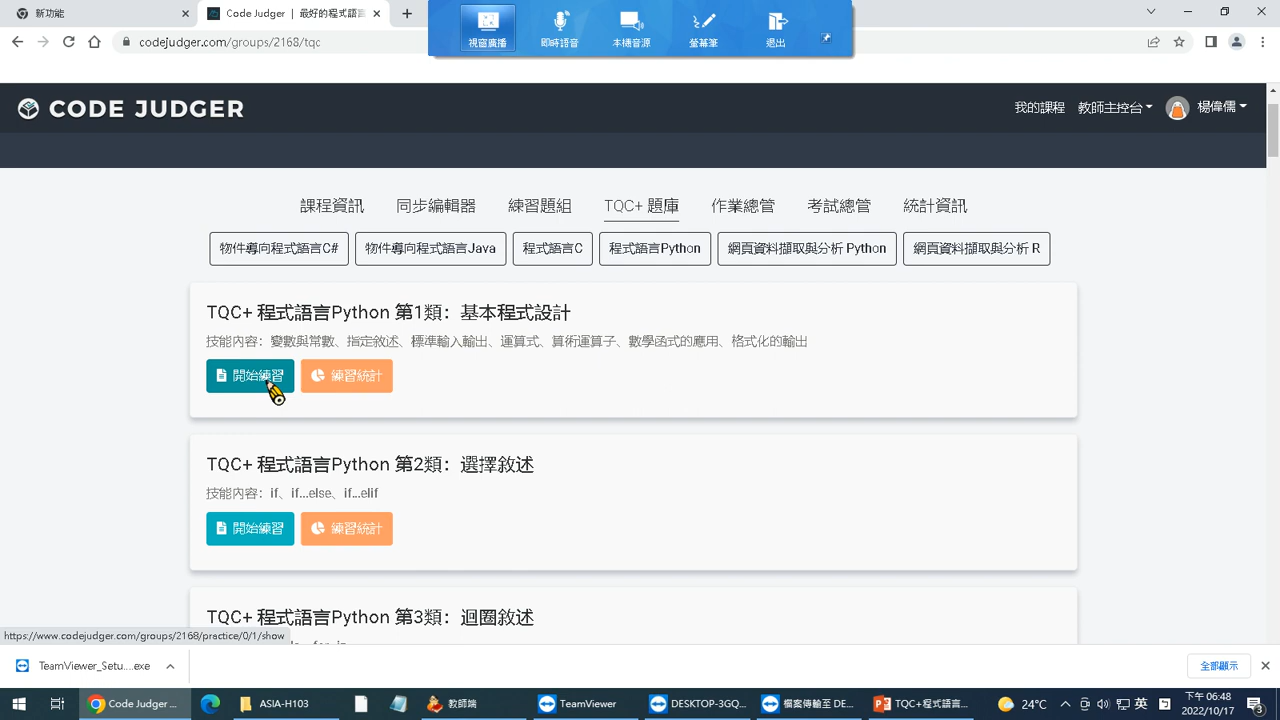 新功能
Code Judger | 最好的程式語言
視窗廣播
即時語音
本機音源
螢幕筆
退出
codejudger.com/groups/2168/tqc
CODE JUDGER
我的課程 教師主控台 楊偉儒
課程資訊 同步編輯器 練習題組 TQC+ 題庫 作業總管 考試總管 統計資訊
物件導向程式語言C# 物件導向程式語言Java 程式語言C 程式語言Python 網頁資料擷取與分析 Python 網頁資料擷取與分析 R
TQC+ 程式語言Python 第1類：基本程式設計
技能內容：變數與常數、指定敘述、標準輸入輸出、運算式、算術運算子、數學函式的應用、格式化的輸出
開始練習 練習統計
TQC+ 程式語言Python 第2類：選擇敘述
技能內容：if、if...else、if...elif
開始練習 練習統計
TQC+ 程式語言Python 第3類：迴圈敘述
https://www.codejudger.com/groups/2168/practice/0/1/show
TeamViewer_Setu....exe
全部顯示
Code Judger ...
ASIA-H103
教師端
TeamViewer
DESKTOP-3GQ...
檔案傳輸至 DE...
TQC+程式語言...
24°C
英
下午 06:48
2022/10/17
3